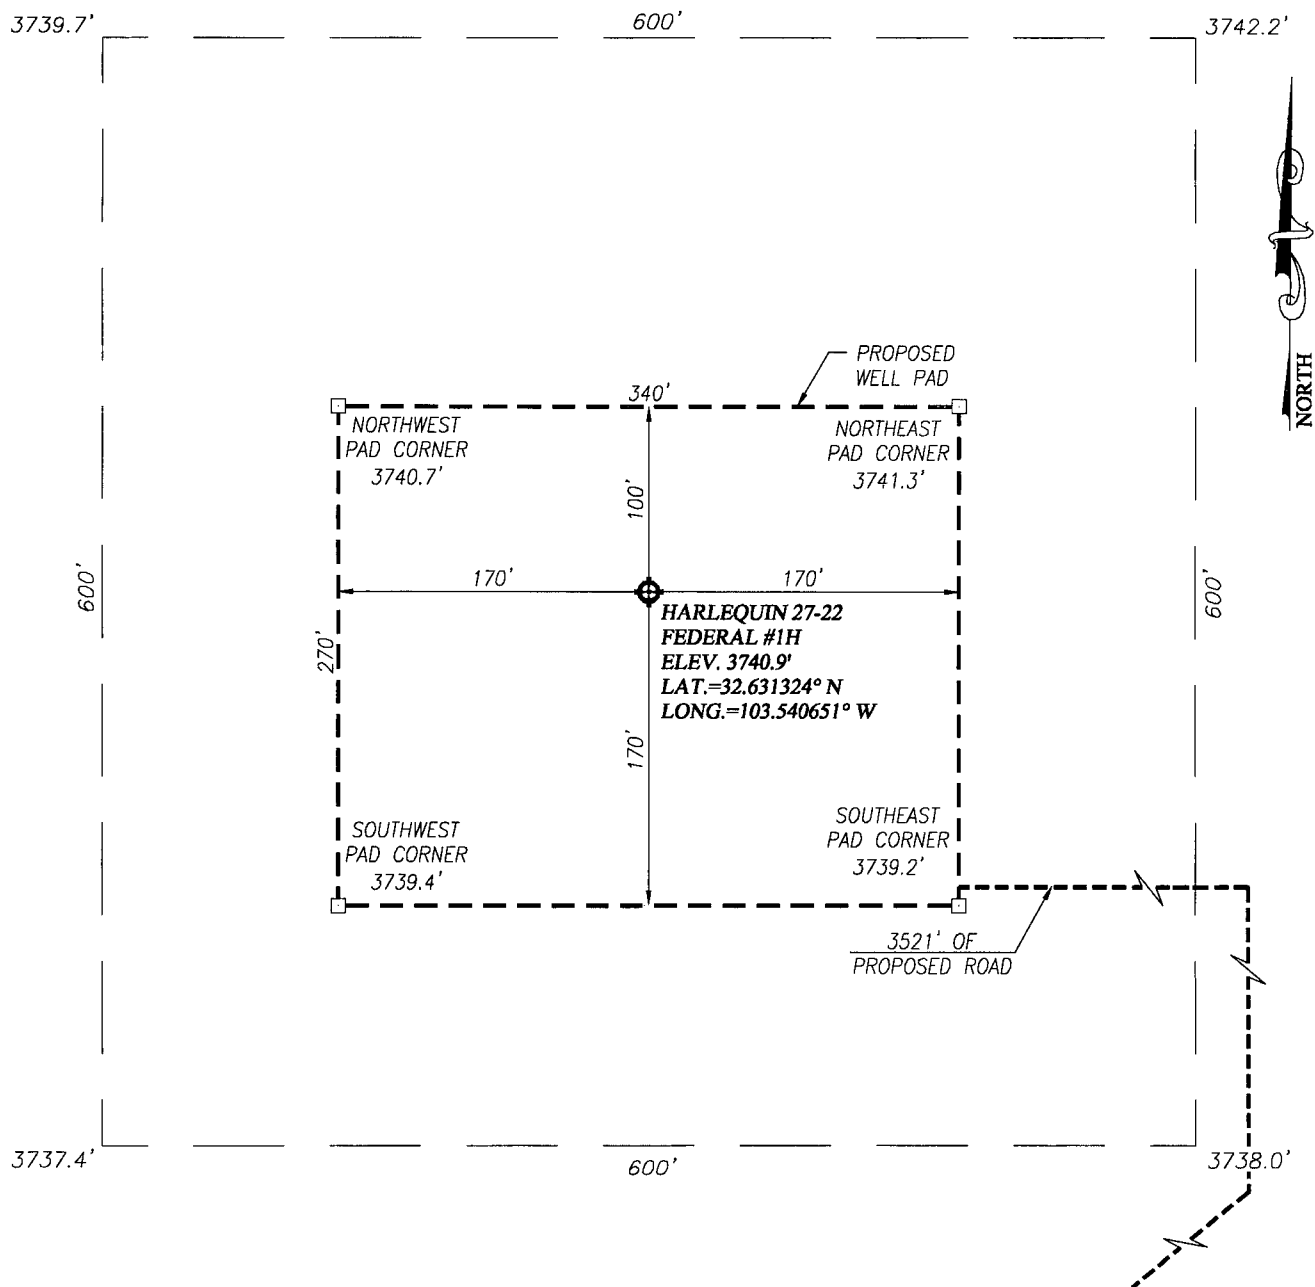 3739.7'
600'
3742.2'
NORTH
PROPOSED
WELL PAD
340'
NORTHWEST
PAD CORNER
3740.7'
NORTHEAST
PAD CORNER
3741.3'
100'
170'
170'
600'
600'
270'
HARLEQUIN 27-22
FEDERAL #1H
ELEV. 3740.9'
LAT.=32.631324° N
LONG.=103.540651° W
170'
SOUTHWEST
PAD CORNER
3739.4'
SOUTHEAST
PAD CORNER
3739.2'
3521' OF
PROPOSED ROAD
3737.4'
600'
3738.0'